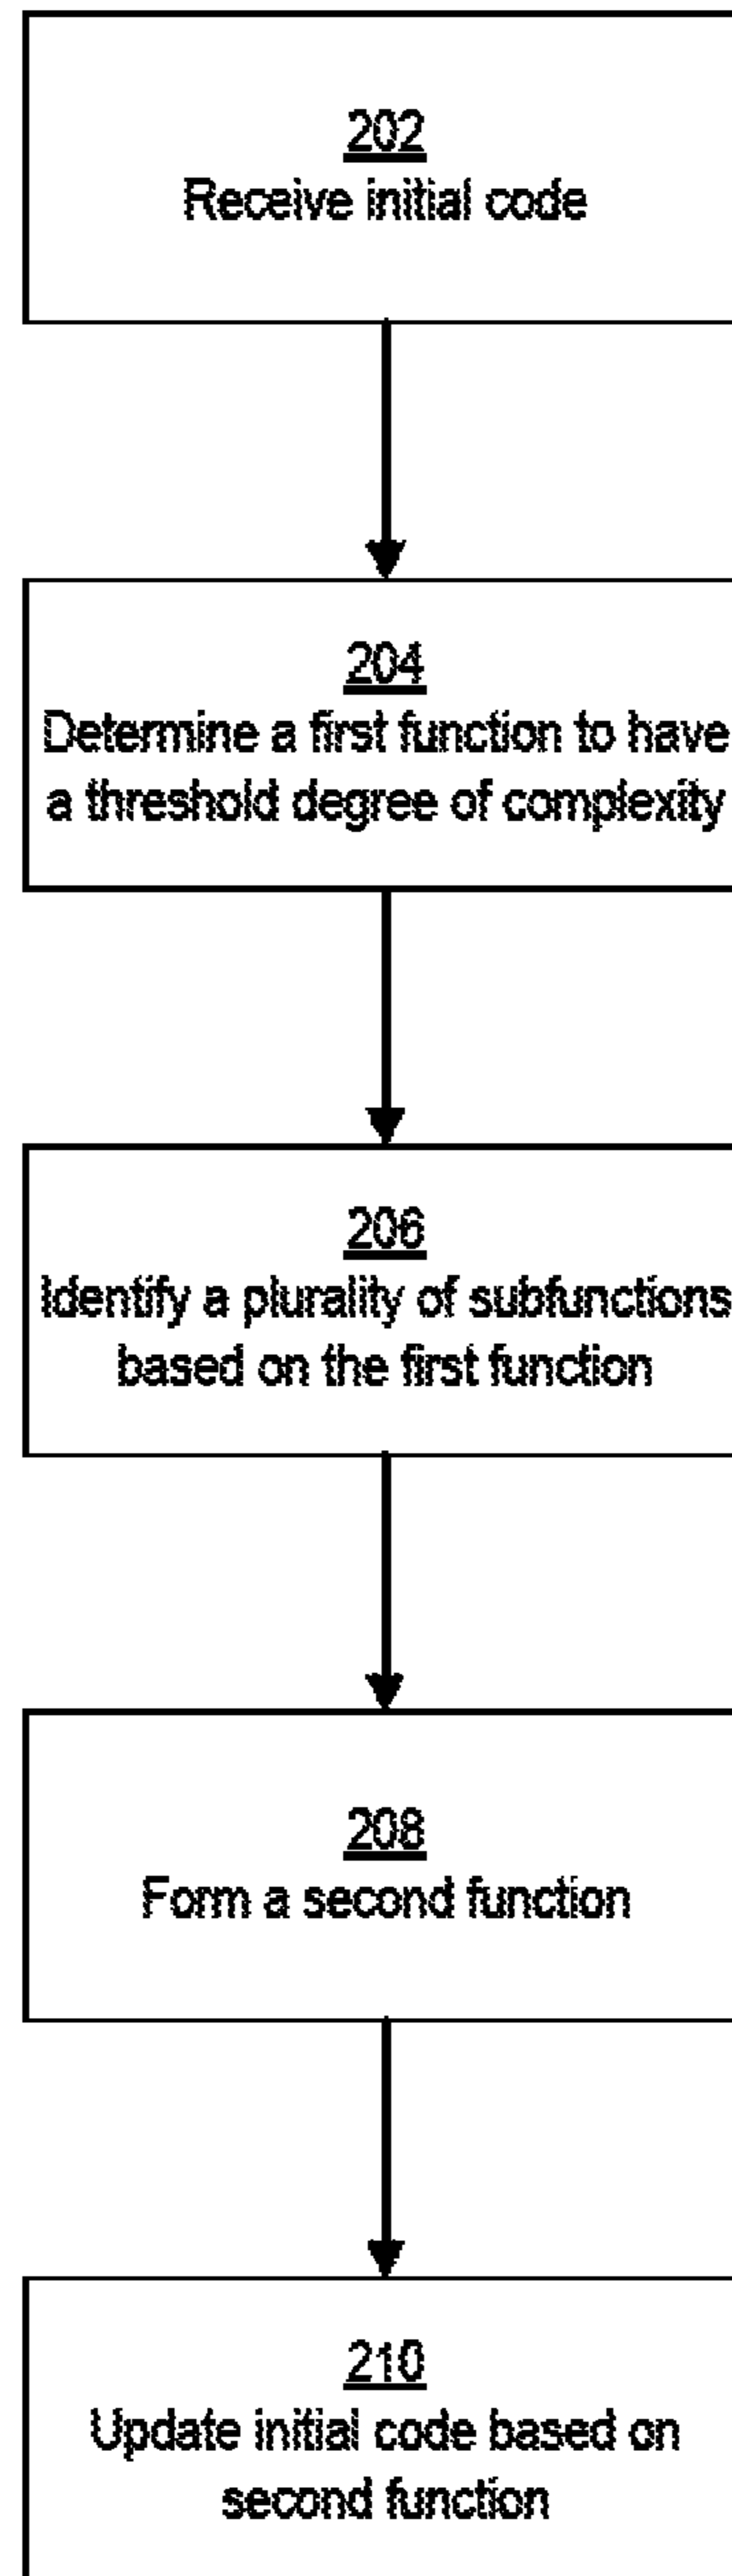 202
Receive initial code
204
Determine a first function to have
a threshold degree of complexity
206
Identify a plurality of subfunctions
based on the first function
208
Form a second function
210
Update initial code based on
second function